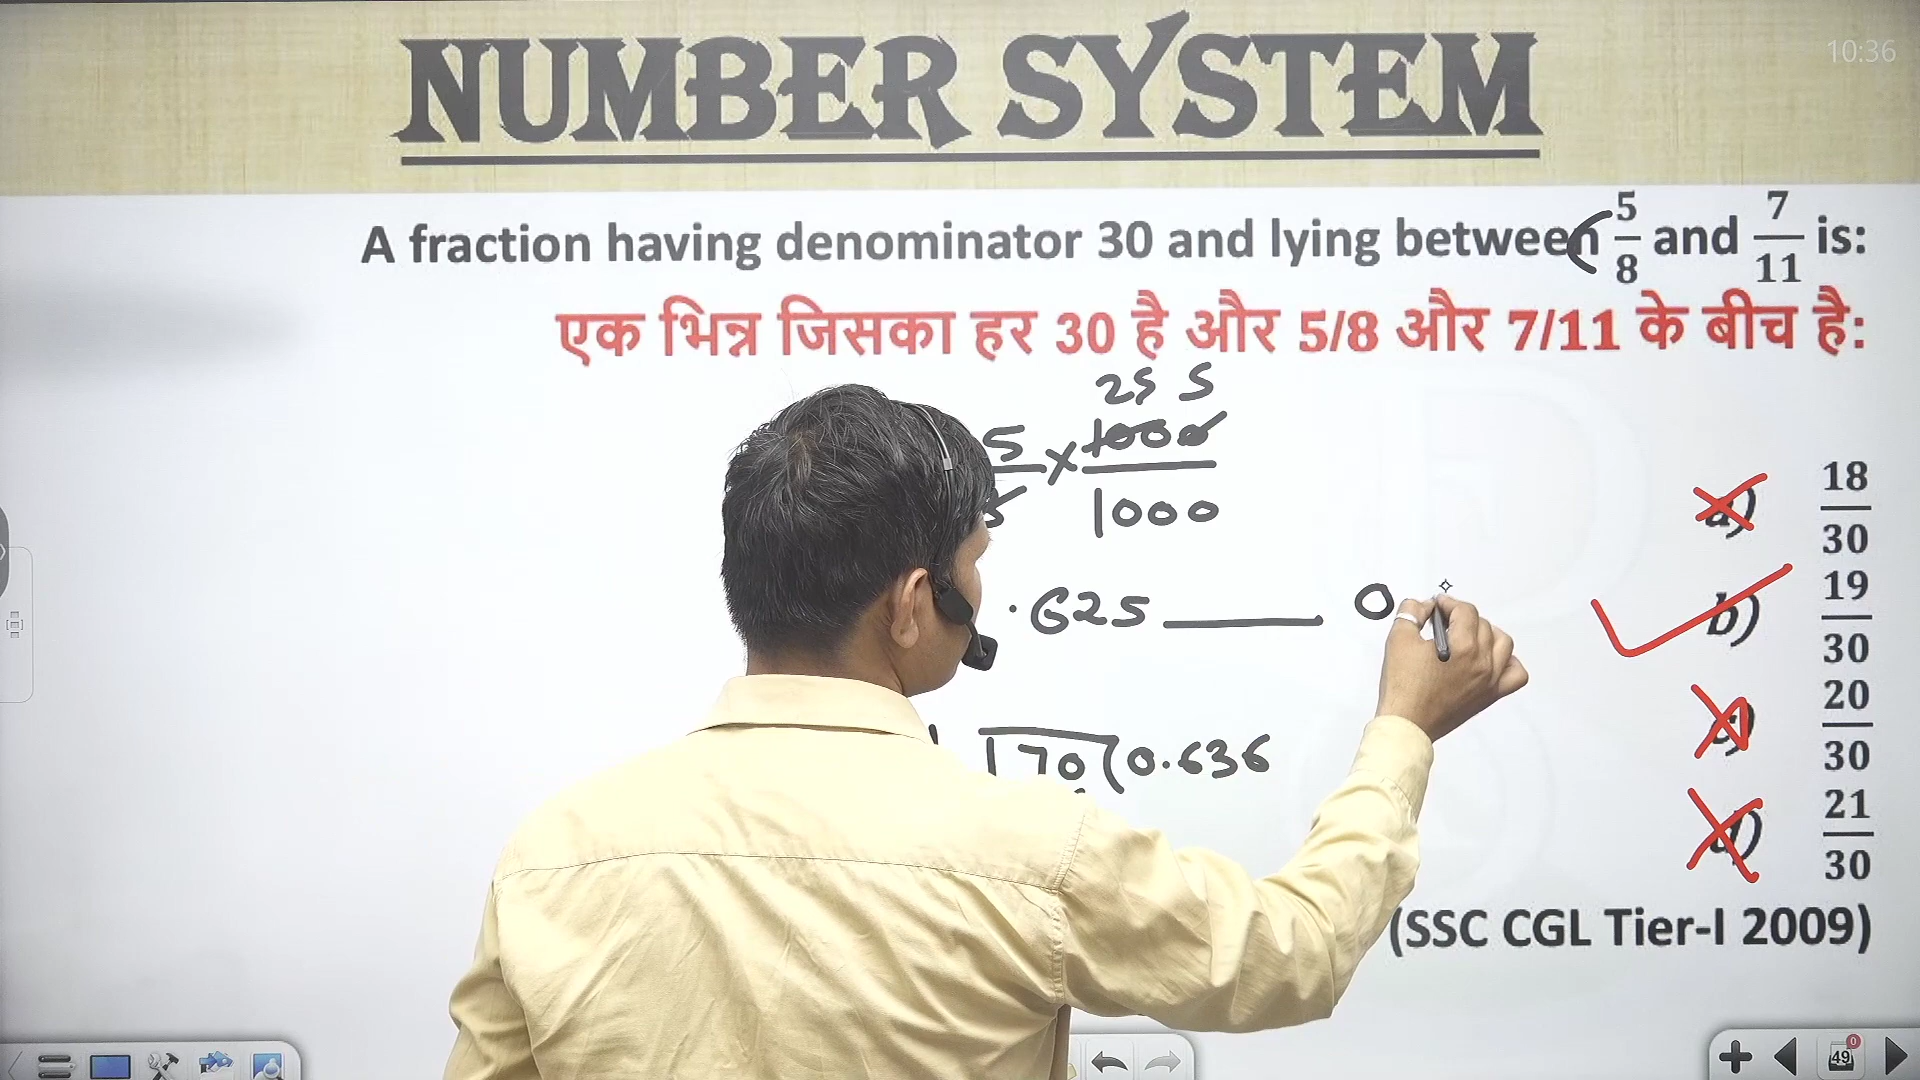 NUMBER SYSTEM
10:36
A fraction having denominator 30 and lying between 5/8 and 7/11 is:
एक भिन्न जिसका हर 30 है और 5/8 और 7/11 के बीच है:
25 5
5 × 1000
1000
a) 18/30
.625 0
b) 19/30
c) 20/30
70 0.636
d) 21/30
(SSC CGL Tier-I 2009)
0
49